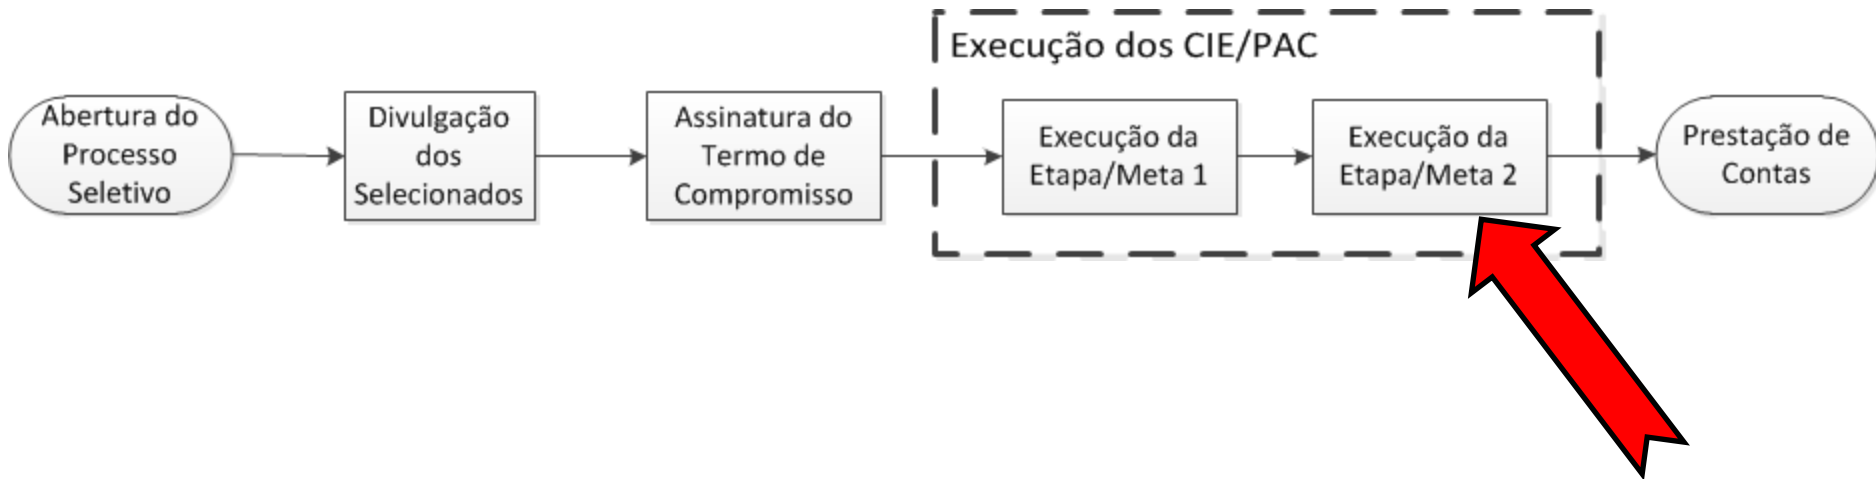 Execução dos CIE/PAC
Abertura do
Processo
Seletivo
Divulgação
dos
Selecionados
Assinatura do
Termo de
Compromisso
Execução da
Etapa/Meta 1
Execução da
Etapa/Meta 2
Prestação de
Contas